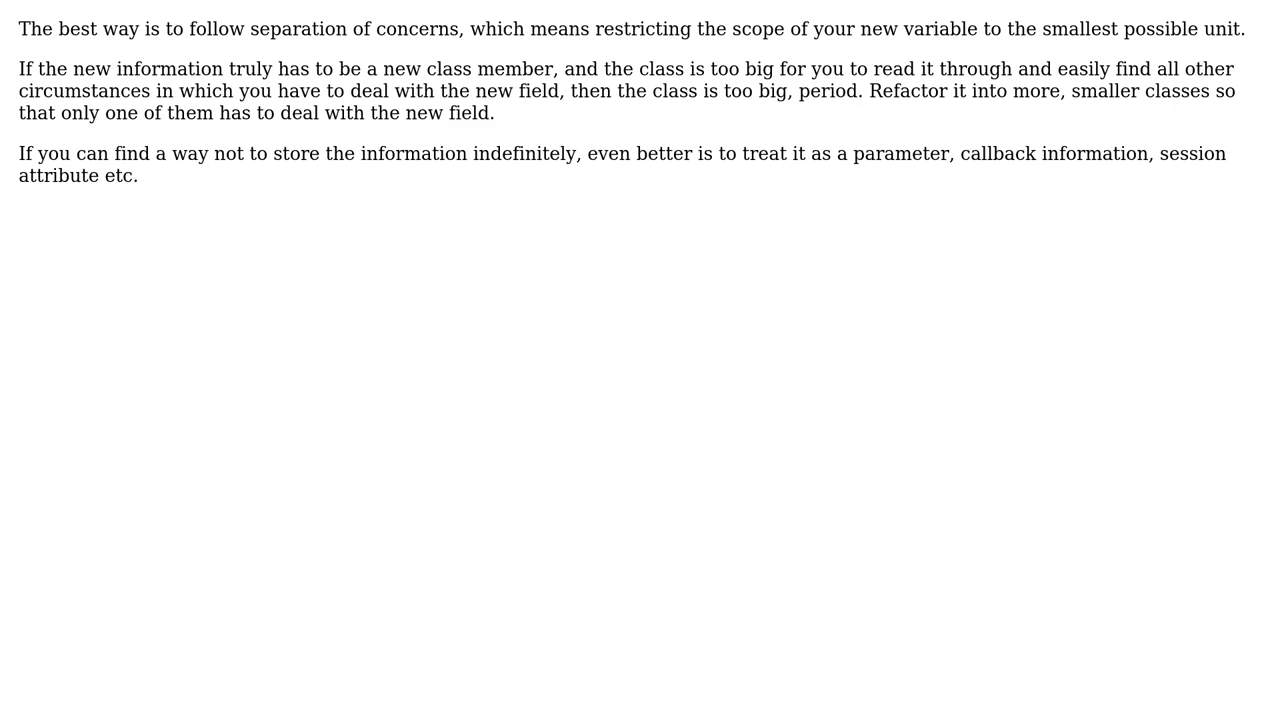 The best way is to follow separation of concerns, which means restricting the scope of your new variable to the smallest possible unit.
If the new information truly has to be a new class member, and the class is too big for you to read it through and easily find all other
circumstances in which you have to deal with the new field, then the class is too big, period. Refactor it into more, smaller classes so
that only one of them has to deal with the new field.
If you can find a way not to store the information indefinitely, even better is to treat it as a parameter, callback information, session
attribute etc.